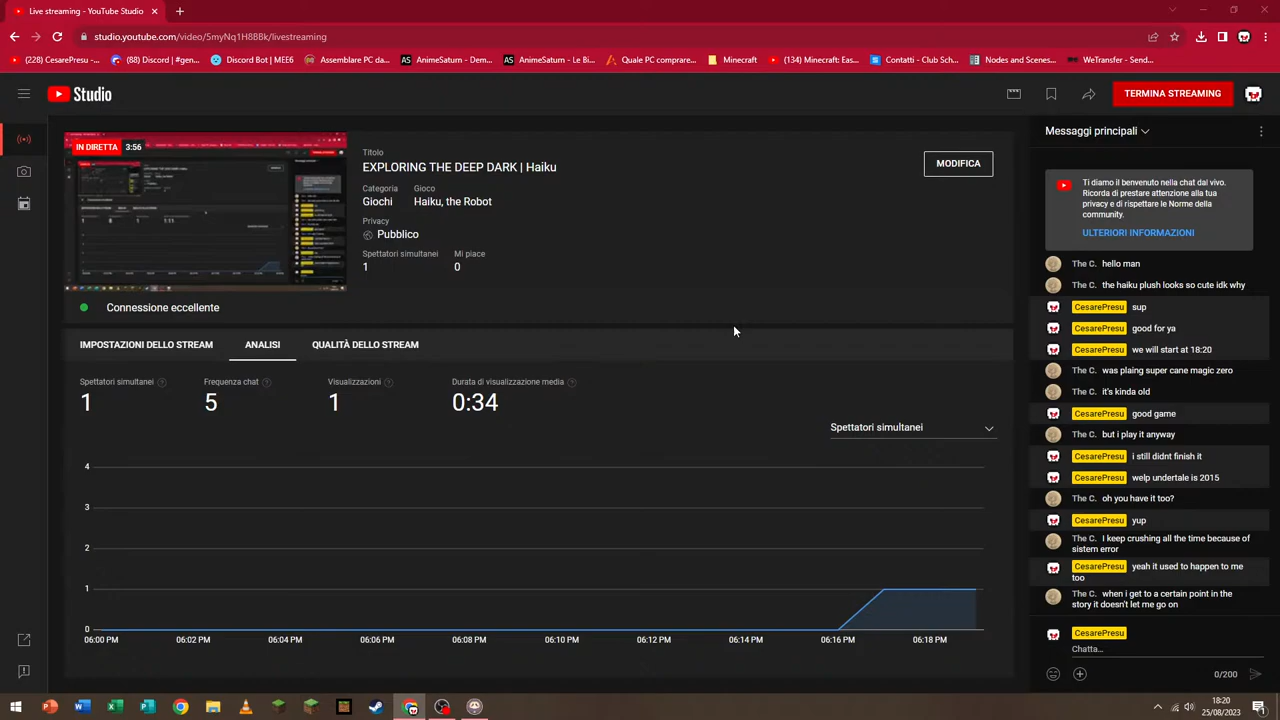 Live streaming - YouTube Studio
studio.youtube.com/video/5myNq1H8BBk/livestreaming
(228) CesarePresu -...
(88) Discord | #gen...
Discord Bot | MEE6
Assemblare PC da...
AnimeSaturn - Dem...
AnimeSaturn - Le Bi...
Quale PC comprare...
Minecraft
(134) Minecraft: Eas...
Contatti - Club Sch...
Nodes and Scenes...
WeTransfer - Send...
Studio
TERMINA STREAMING
IN DIRETTA 3:56
Titolo
EXPLORING THE DEEP DARK | Haiku
Categoria Gioco
Giochi Haiku, the Robot
Privacy
Pubblico
Spettatori simultanei Mi piace
1 0
MODIFICA
Connessione eccellente
IMPOSTAZIONI DELLO STREAM ANALISI QUALITÀ DELLO STREAM
Spettatori simultanei Frequenza chat Visualizzazioni Durata di visualizzazione media
1 5 1 0:34
Spettatori simultanei
4
3
2
1
0
06:00 PM 06:02 PM 06:04 PM 06:06 PM 06:08 PM 06:10 PM 06:12 PM 06:14 PM 06:16 PM 06:18 PM
Messaggi principali
Ti diamo il benvenuto nella chat dal vivo.
Ricorda di prestare attenzione alla tua
privacy e di rispettare le Norme della
community.
ULTERIORI INFORMAZIONI
The C. hello man
The C. the haiku plush looks so cute idk why
CesarePresu sup
CesarePresu good for ya
CesarePresu we will start at 18:20
The C. was plaing super cane magic zero
The C. it's kinda old
CesarePresu good game
The C. but i play it anyway
CesarePresu i still didnt finish it
CesarePresu welp undertale is 2015
The C. oh you have it too?
CesarePresu yup
The C. I keep crushing all the time because of
sistem error
CesarePresu yeah it used to happen to me
too
The C. when i get to a certain point in the
story it doesn't let me go on
CesarePresu
Chatta...
0/200
18:20
25/08/2023